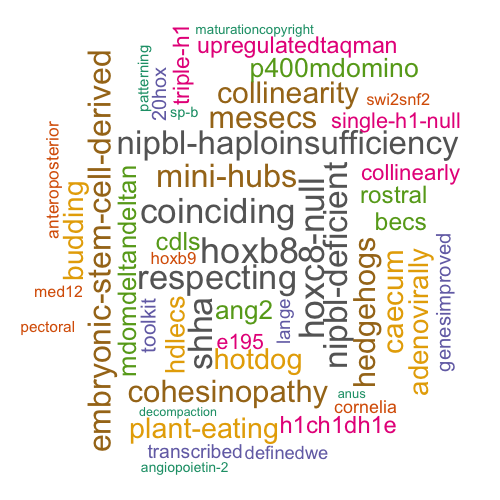 maturationcopyright
upregulatedtaqman
triple-h1
20hox
patterning
sp-b
p400mdomino
collinearity
swi2snf2
mesecs
single-h1-null
embryonic-stem-cell-derived
anteroposterior
nipbl-haploinsufficiency
mini-hubs
collinearly
rostral
becs
budding
mdomdeltandeltan
coinciding
hoxc8-null
nipbl-deficient
cdls
hoxb8
hoxb9
respecting
hedgehogs
caecum
adenovirally
genesimproved
med12
pectoral
toolkit
hdlecs
shha
ang2
lange
e195
hotdog
cohesinopathy
anus
cornelia
decompaction
plant-eating
h1ch1dh1e
transcribed
definedwe
angiopoietin-2